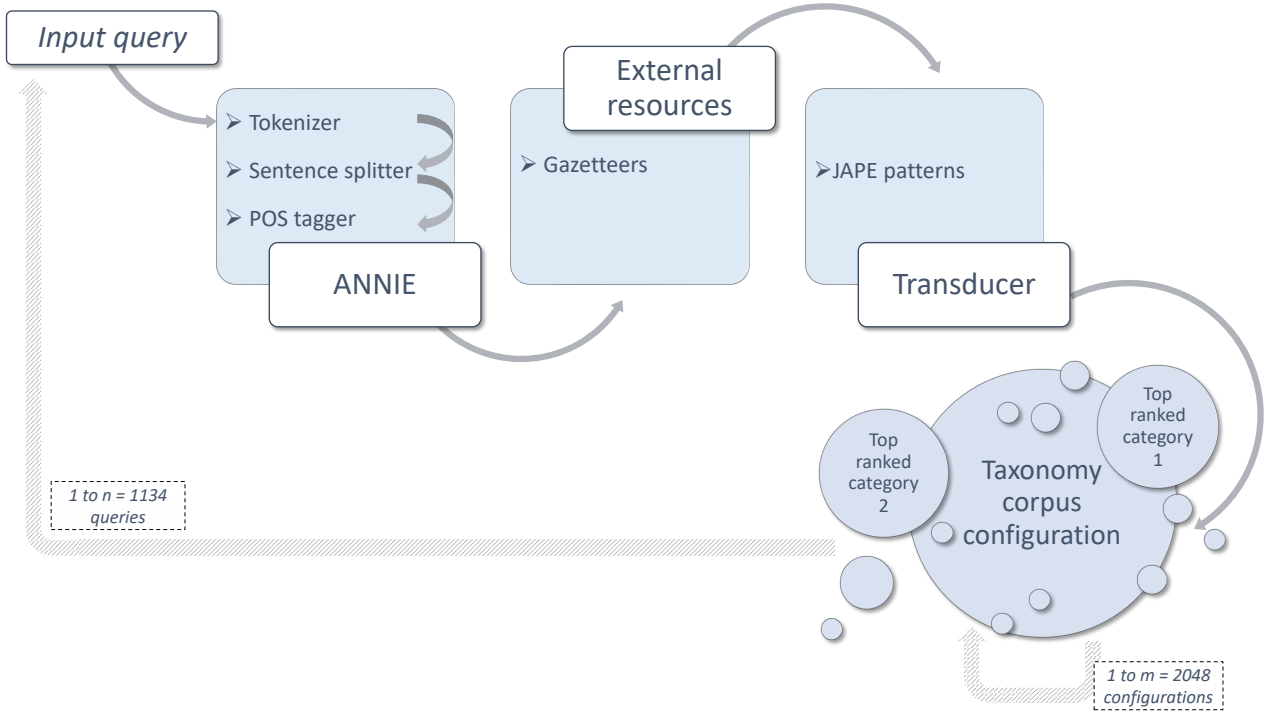 Input query
External
resources
➢ Tokenizer
➢ Sentence splitter
➢ POS tagger
ANNIE
➢ Gazetteers
➢JAPE patterns
Transducer
Top
ranked
category
1
Top
ranked
category
2
Taxonomy
corpus
configuration
1 to n = 1134
queries
1 to m = 2048
configurations